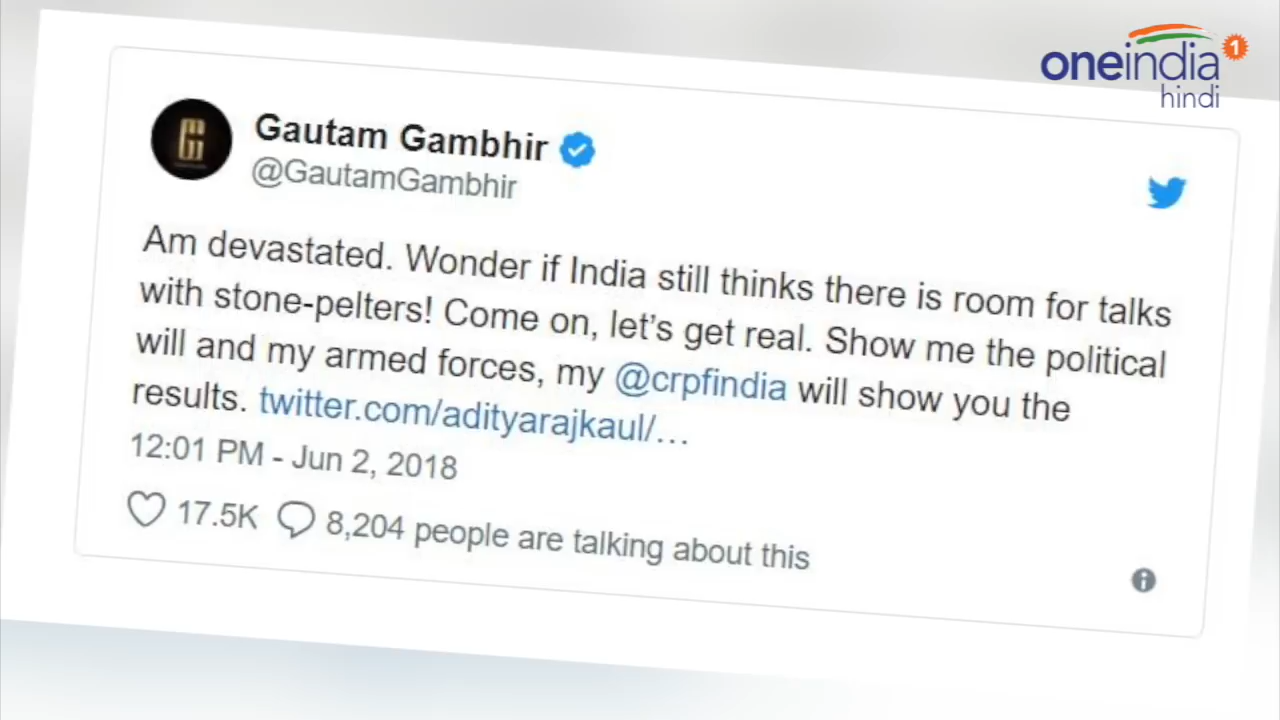 oneindia 1
hindi
Gautam Gambhir
@GautamGambhir
Am devastated. Wonder if India still thinks there is room for talks
with stone-pelters! Come on, let's get real. Show me the political
will and my armed forces, my @crpfindia will show you the
results. twitter.com/adityarajkaul/…
12:01 PM - Jun 2, 2018
17.5K 8,204 people are talking about this